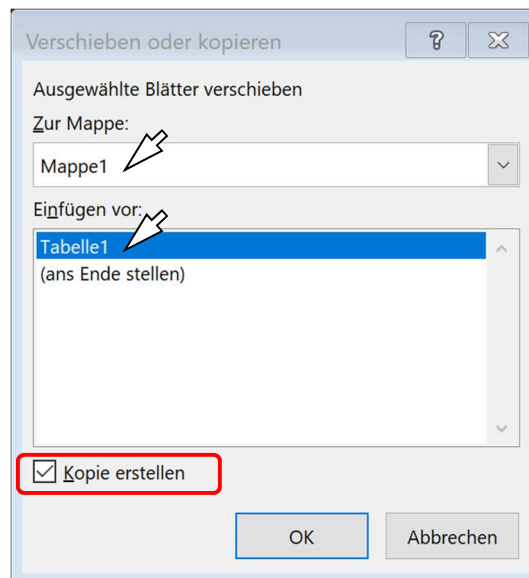 Verschieben oder kopieren ?
Ausgewählte Blätter verschieben
Zur Mappe:
Mappe1
Einfügen vor:
Tabelle1
(ans Ende stellen)
Kopie erstellen
OK Abbrechen